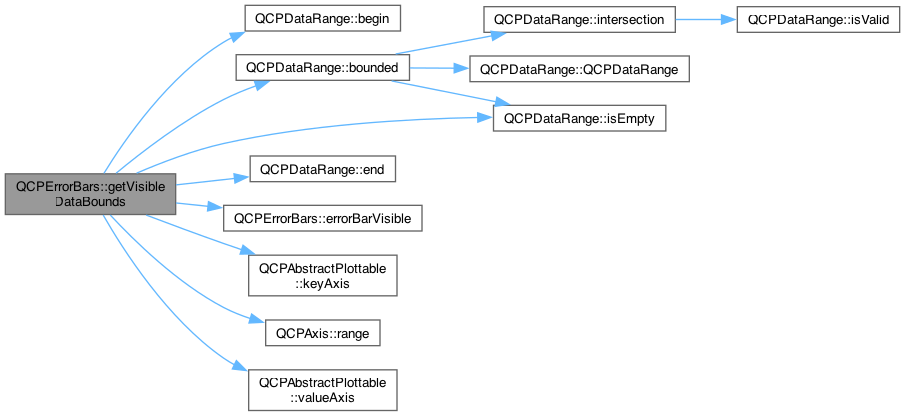 QCPErrorBars::getVisible
DataBounds
QCPDataRange::begin
QCPDataRange::bounded
QCPDataRange::intersection
QCPDataRange::isValid
QCPDataRange::QCPDataRange
QCPDataRange::isEmpty
QCPDataRange::end
QCPErrorBars::errorBarVisible
QCPAbstractPlottable
::keyAxis
QCPAxis::range
QCPAbstractPlottable
::valueAxis